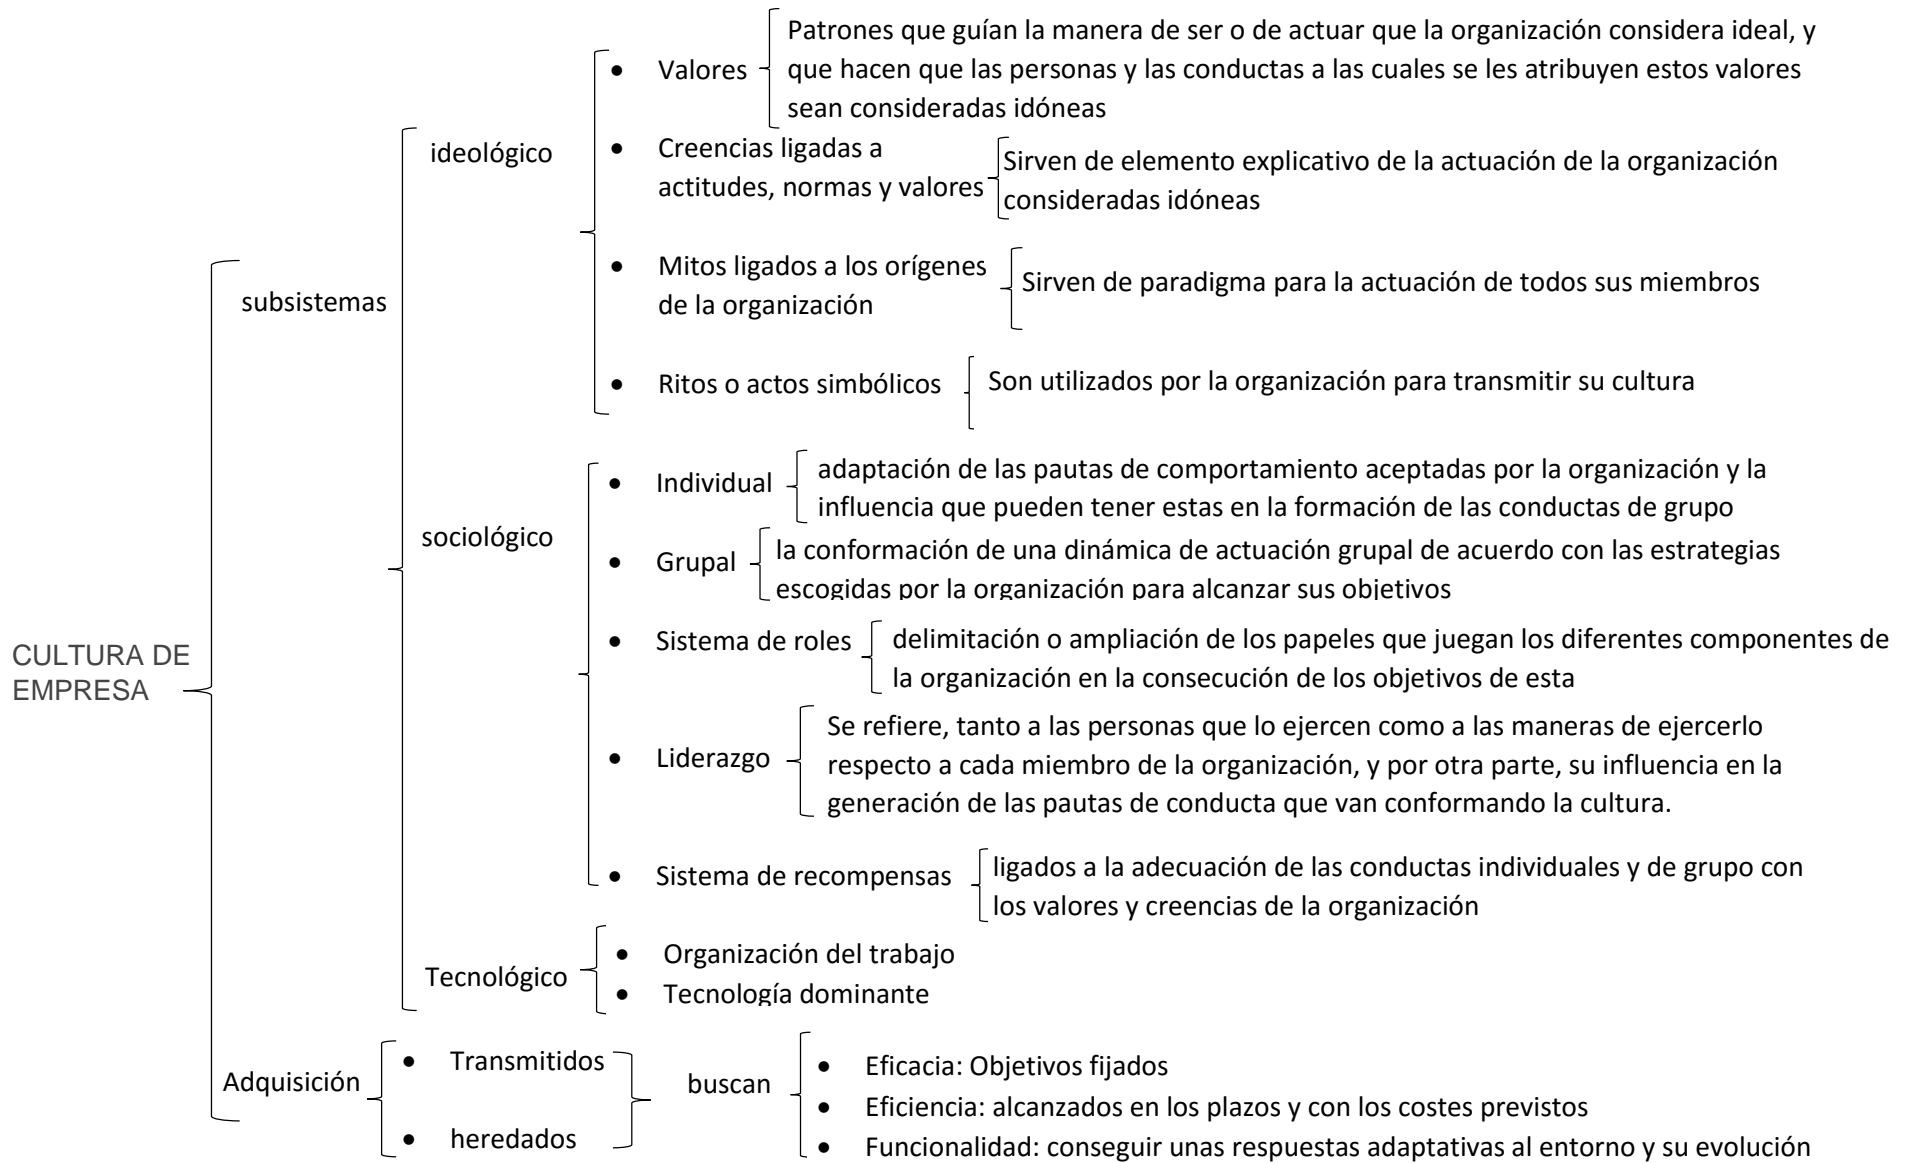 Patrones que guían la manera de ser o de actuar que la organización considera ideal, y
• Valores
que hacen que las personas y las conductas a las cuales se les atribuyen estos valores
sean consideradas idóneas
ideológico
• Creencias ligadas a
actitudes, normas y valores
Sirven de elemento explicativo de la actuación de la organización
consideradas idóneas
subsistemas
• Mitos ligados a los orígenes
de la organización
Sirven de paradigma para la actuación de todos sus miembros
• Ritos o actos simbólicos
Son utilizados por la organización para transmitir su cultura
sociológico
• Individual
adaptación de las pautas de comportamiento aceptadas por la organización y la
influencia que pueden tener estas en la formación de las conductas de grupo
• Grupal
la conformación de una dinámica de actuación grupal de acuerdo con las estrategias
escogidas por la organización para alcanzar sus objetivos
• Sistema de roles
delimitación o ampliación de los papeles que juegan los diferentes componentes de
la organización en la consecución de los objetivos de esta
CULTURA DE
EMPRESA
• Liderazgo
Se refiere, tanto a las personas que lo ejercen como a las maneras de ejercerlo
respecto a cada miembro de la organización, y por otra parte, su influencia en la
generación de las pautas de conducta que van conformando la cultura.
• Sistema de recompensas
ligados a la adecuación de las conductas individuales y de grupo con
los valores y creencias de la organización
Tecnológico
• Organización del trabajo
• Tecnología dominante
Adquisición
• Transmitidos
• heredados
buscan
• Eficacia: Objetivos fijados
• Eficiencia: alcanzados en los plazos y con los costes previstos
• Funcionalidad: conseguir unas respuestas adaptativas al entorno y su evolución